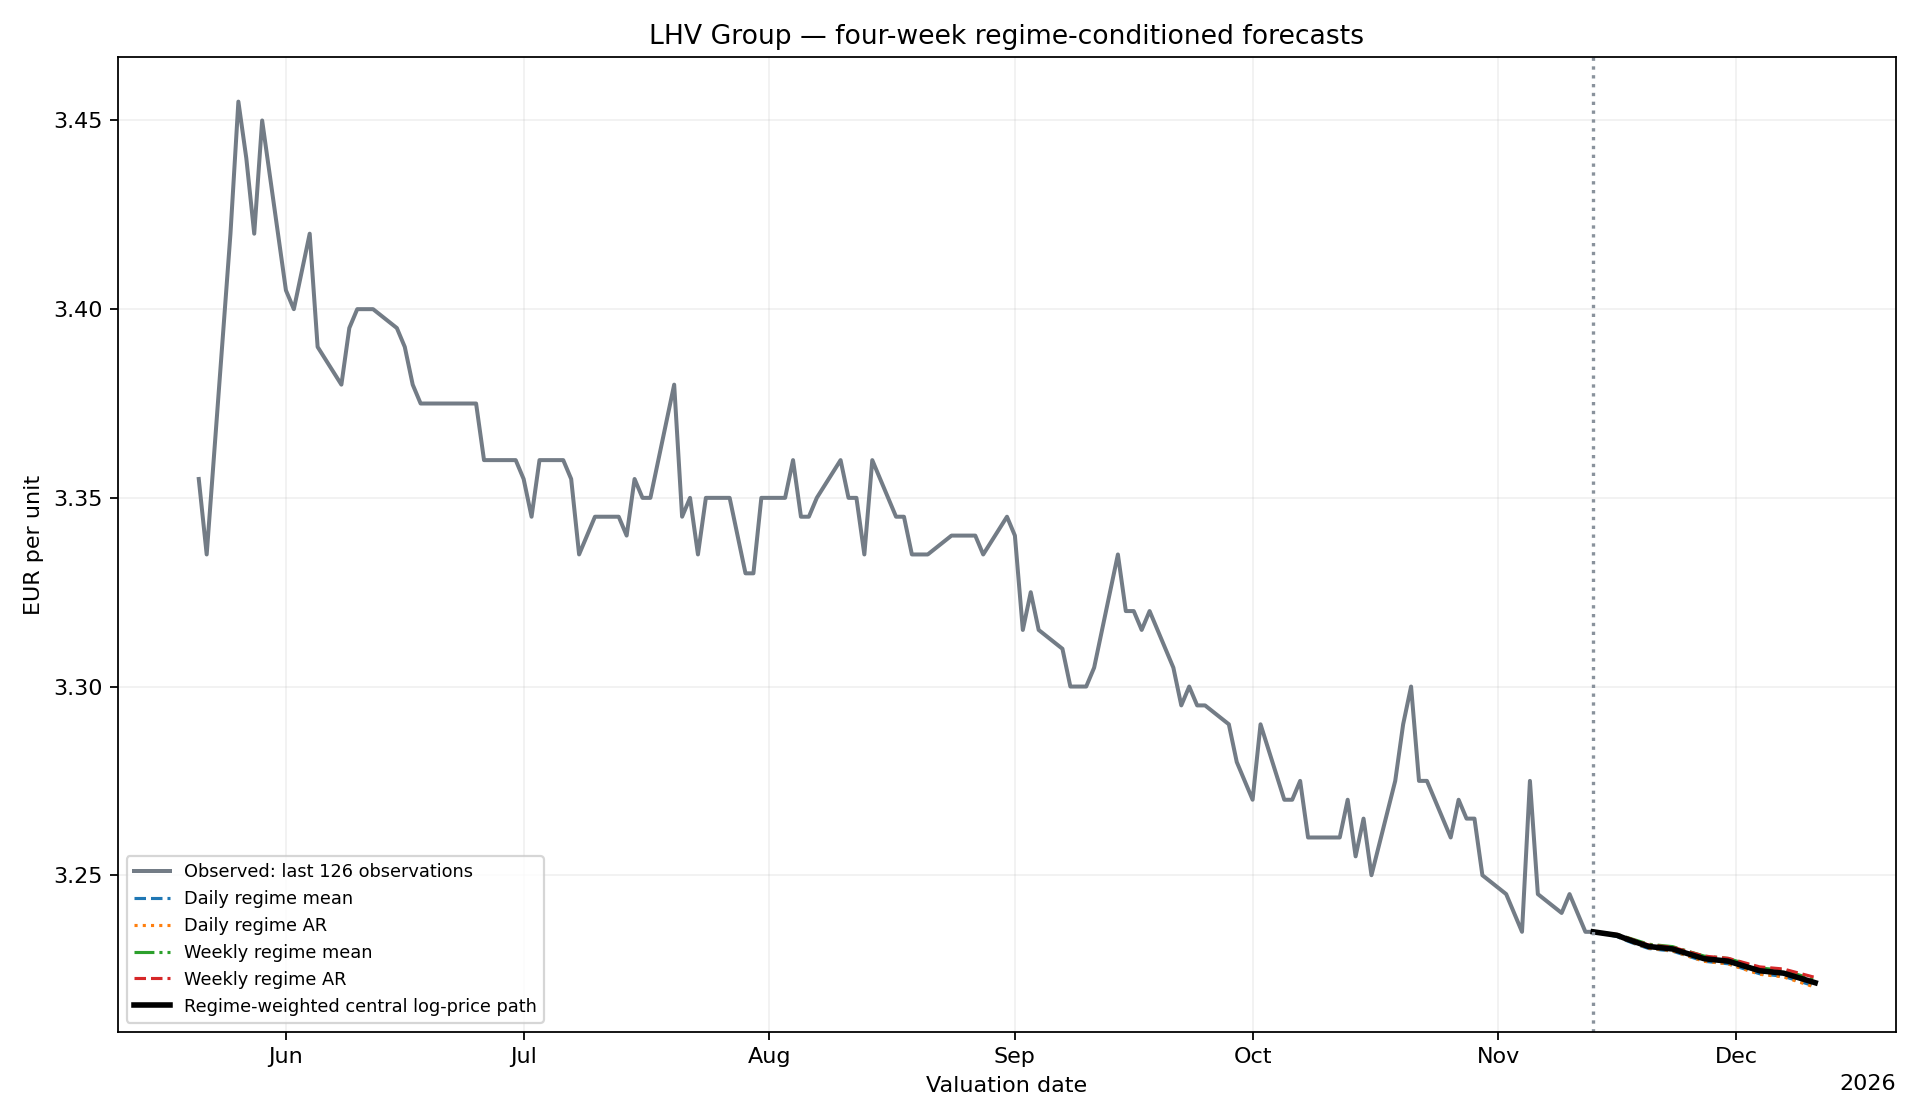 LHV Group — four-week regime-conditioned forecasts
EUR per unit
3.45
3.40
3.35
3.30
3.25
Observed: last 126 observations
Daily regime mean
Daily regime AR
Weekly regime mean
Weekly regime AR
Regime-weighted central log-price path
Jun Jul Aug Sep Oct Nov Dec
Valuation date
2026